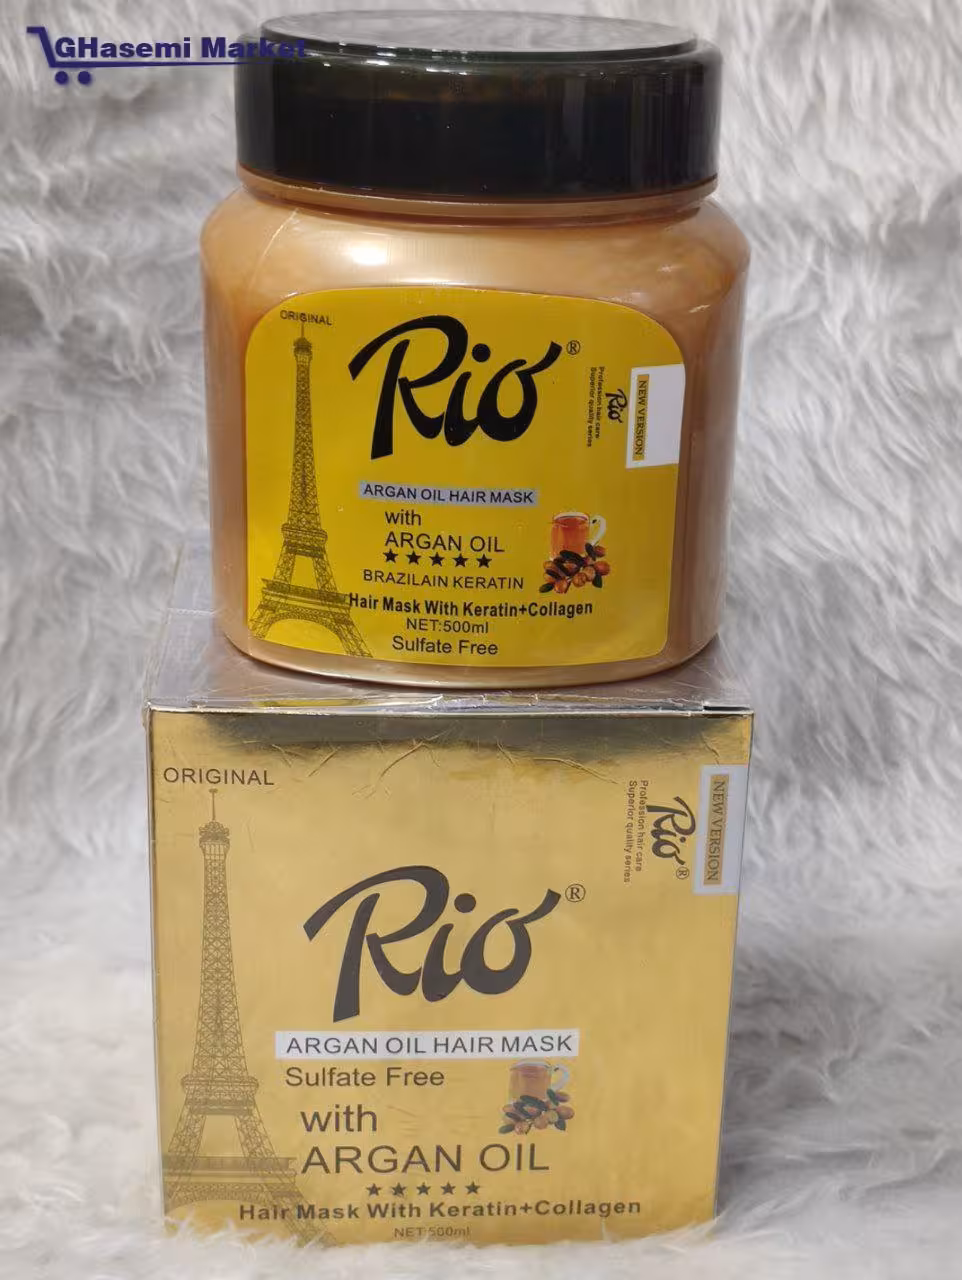 GHasemi Market
ORIGINAL
Rio®
Profession hair care
Superior quality series
Rio
NEW VERSION
ARGAN OIL HAIR MASK
with
ARGAN OIL
BRAZILAIN KERATIN
Hair Mask With Keratin+Collagen
NET:500ml
Sulfate Free
ORIGINAL
Profession hair care
Superior quality series
Rio®
NEW VERSION
Rio®
ARGAN OIL HAIR MASK
Sulfate Free
with
ARGAN OIL
Hair Mask With Keratin+Collagen
NET:500ml